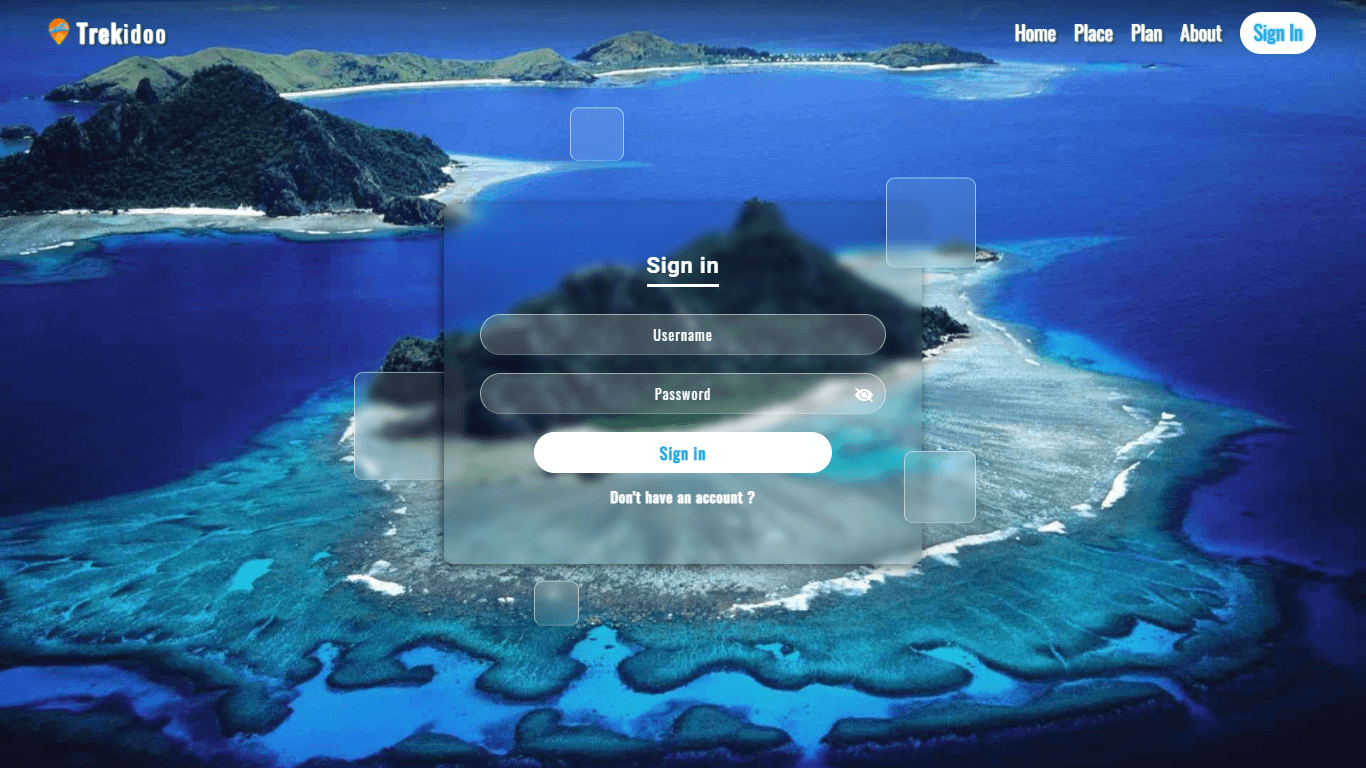 Trekidoo
Home Place Plan About Sign In
Sign in
Username
Password
Sign in
Don't have an account ?